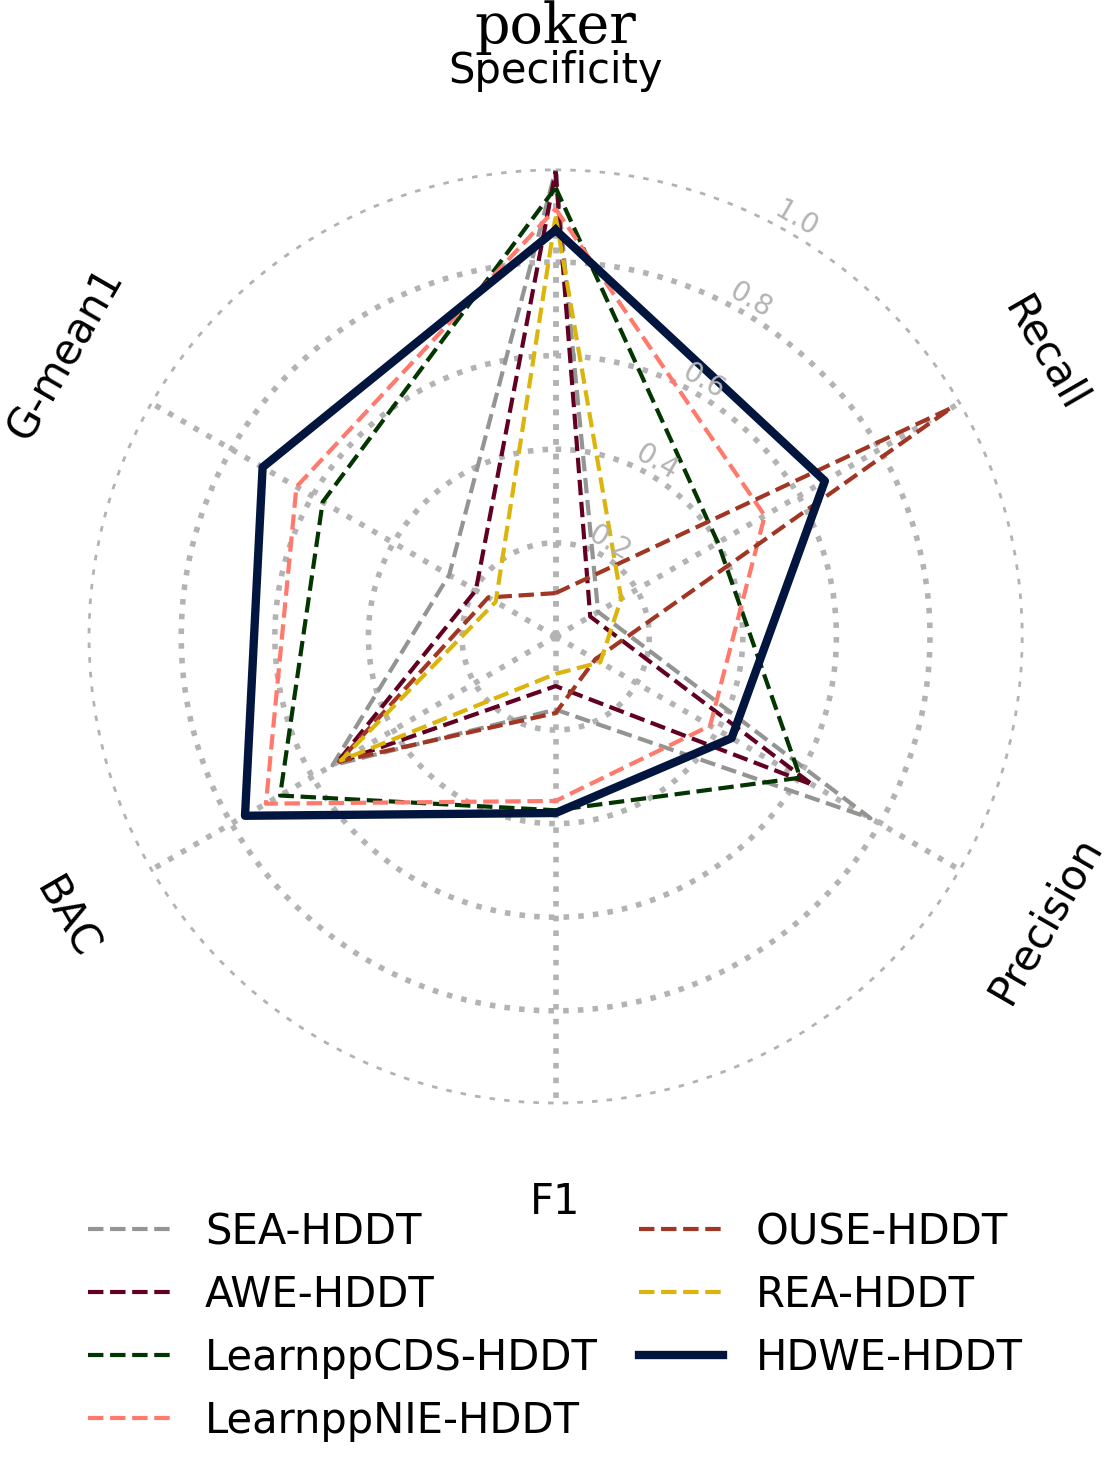 poker
Specificity
1.0
0.8
Recall
0.6
G-mean1
0.4
0.2
BAC
Precision
F1
SEA-HDDT
AWE-HDDT
LearnppCDS-HDDT
LearnppNIE-HDDT
OUSE-HDDT
REA-HDDT
HDWE-HDDT